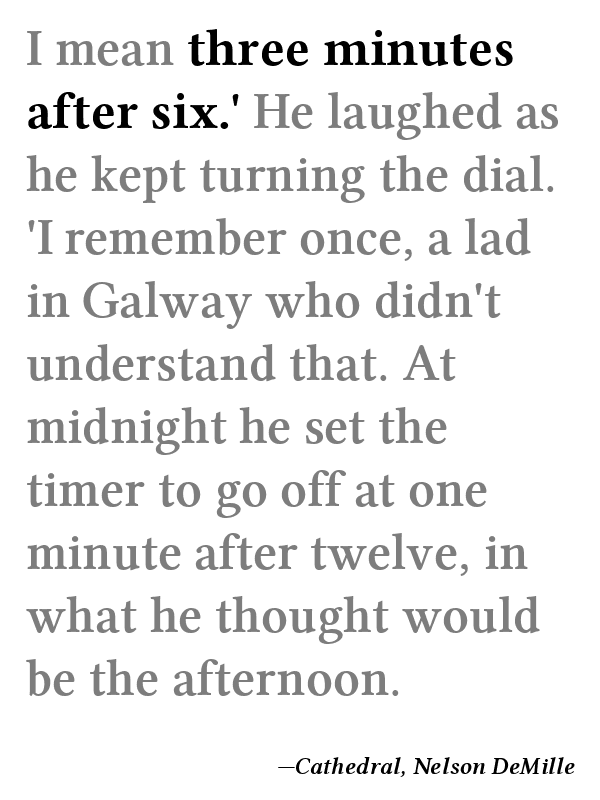 I mean three minutes
after six.' He laughed as
he kept turning the dial.
'I remember once, a lad
in Galway who didn't
understand that. At
midnight he set the
timer to go off at one
minute after twelve, in
what he thought would
be the afternoon.
—Cathedral, Nelson DeMille